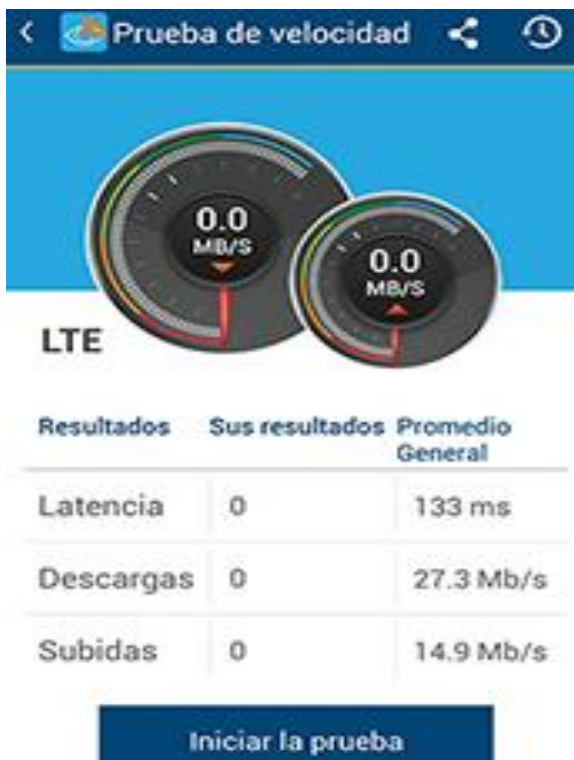 Prueba de velocidad
0.0
MB/S
0.0
MB/S
LTE
Resultados Sus resultados Promedio
General
Latencia 0 133 ms
Descargas 0 27.3 Mb/s
Subidas 0 14.9 Mb/s
Iniciar la prueba